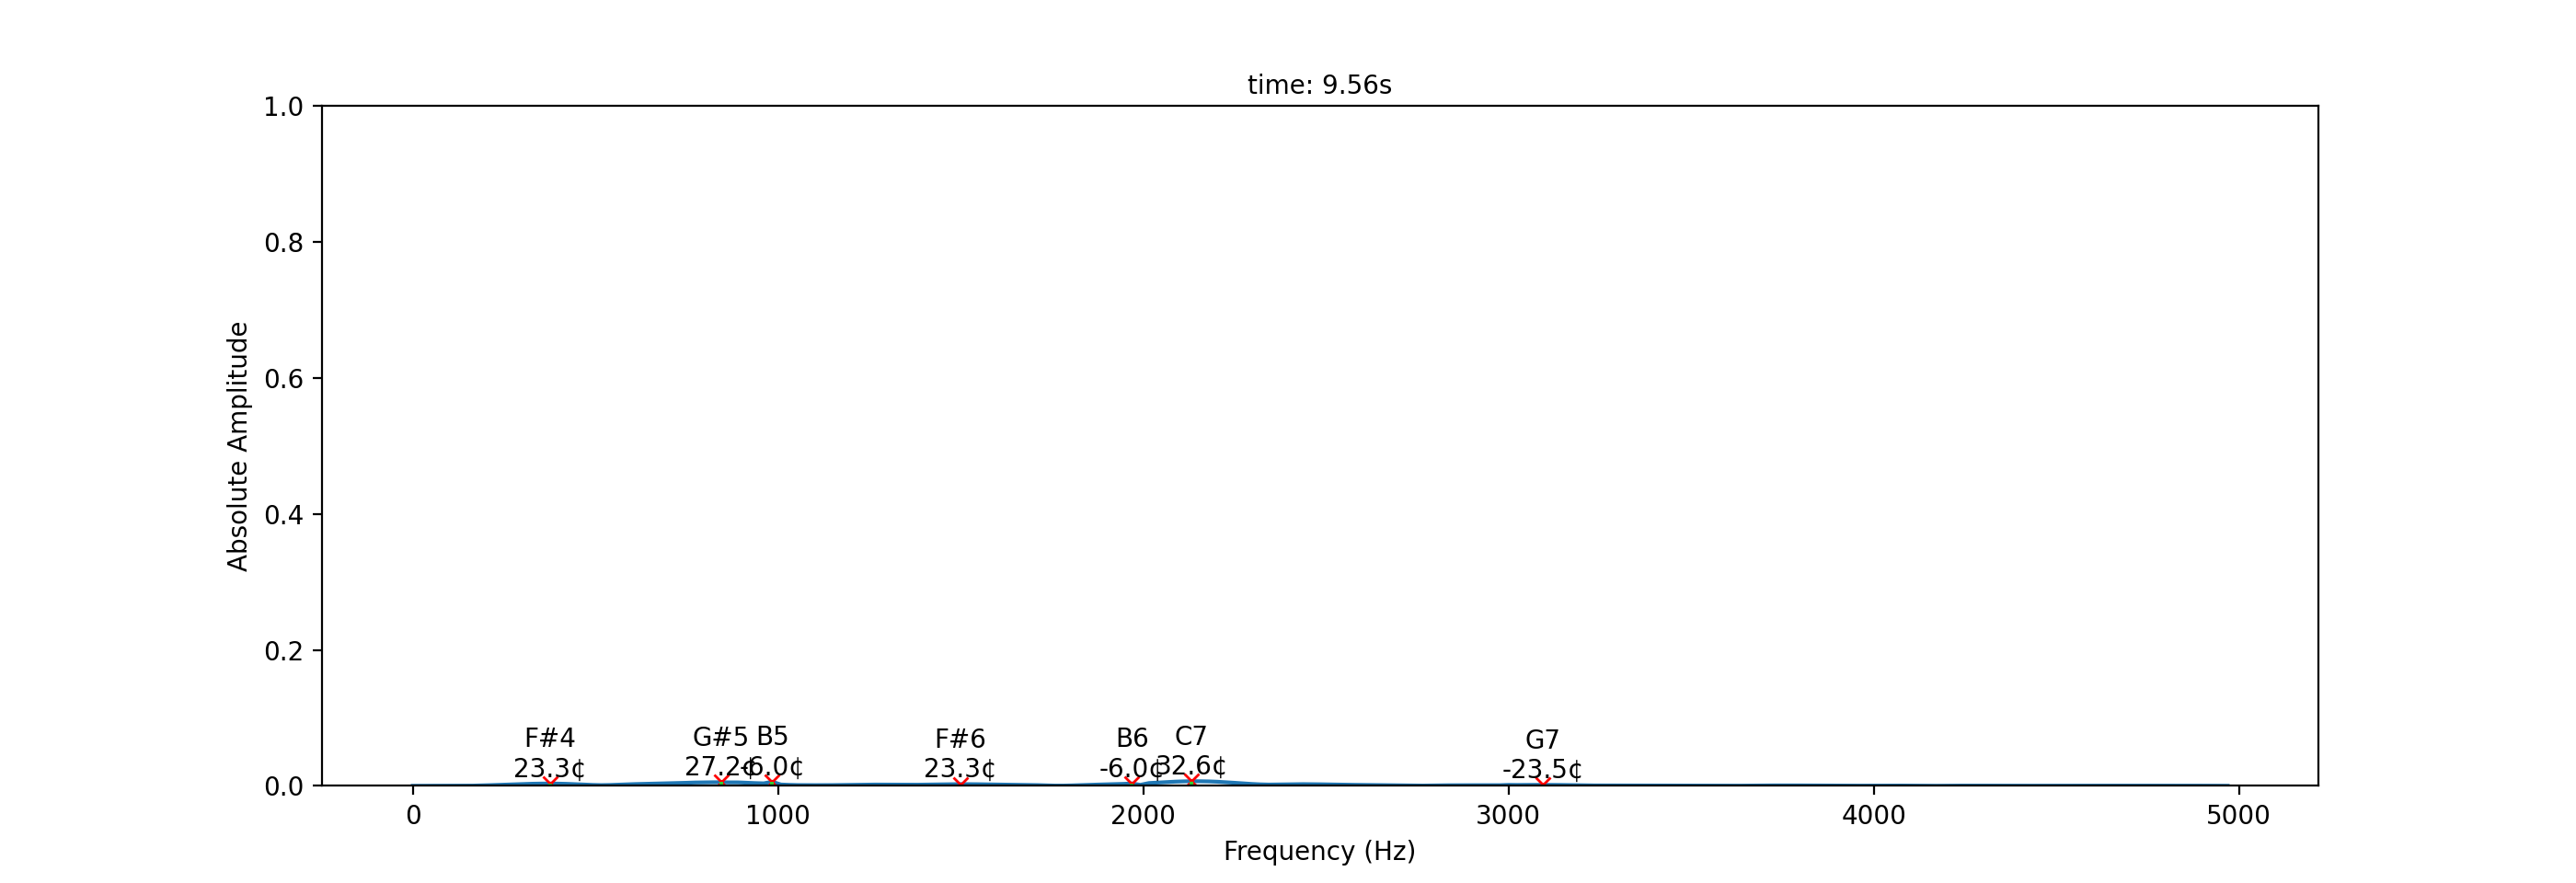 time: 9.56s
1.0
0.8
0.6
0.4
0.2
0.0
Absolute Amplitude
F#4
23.3¢
G#5
27.2¢
B5
-6.0¢
F#6
23.3¢
B6
-6.0¢
C7
32.6¢
G7
-23.5¢
0 1000 2000 3000 4000 5000
Frequency (Hz)